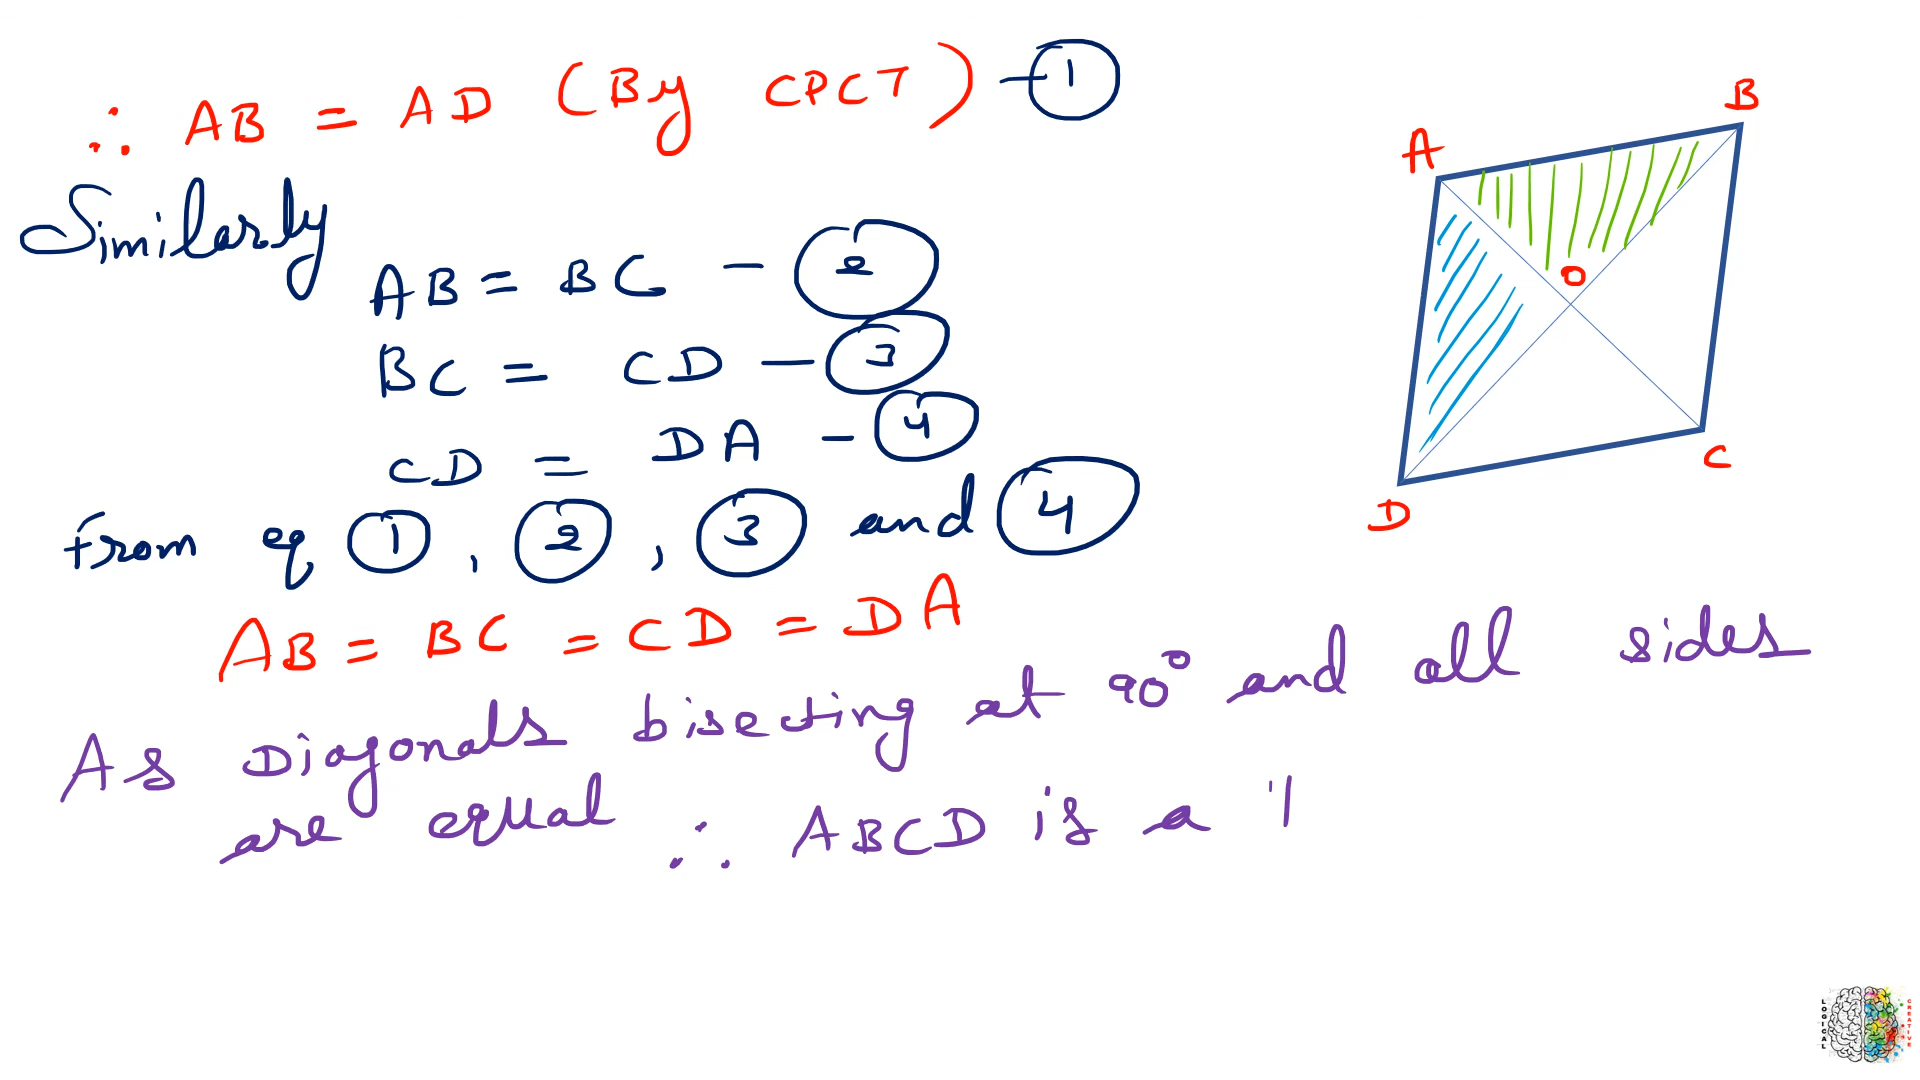 ∴ AB = AD (By CPCT) - 1
Similarly
AB = BC - 2
BC = CD - 3
CD = DA - 4
from eq 1, 2, 3 and 4
AB = BC = CD = DA
As Diagonals bisecting at 90° and all sides
are equal ∴ ABCD is a
A
B
O
C
D
LOGICAL
CREATIVE